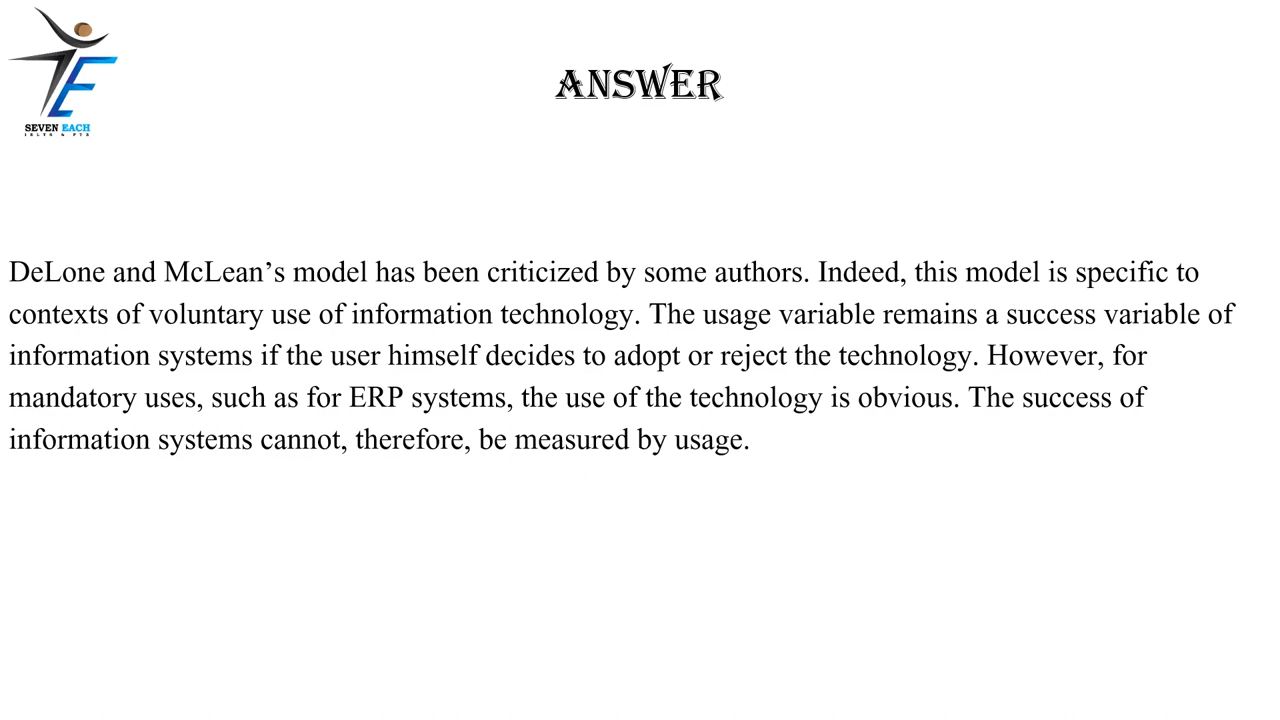 SEVEN EACH
IELTS & PTE
ANSWER
DeLone and McLean’s model has been criticized by some authors. Indeed, this model is specific to
contexts of voluntary use of information technology. The usage variable remains a success variable of
information systems if the user himself decides to adopt or reject the technology. However, for
mandatory uses, such as for ERP systems, the use of the technology is obvious. The success of
information systems cannot, therefore, be measured by usage.